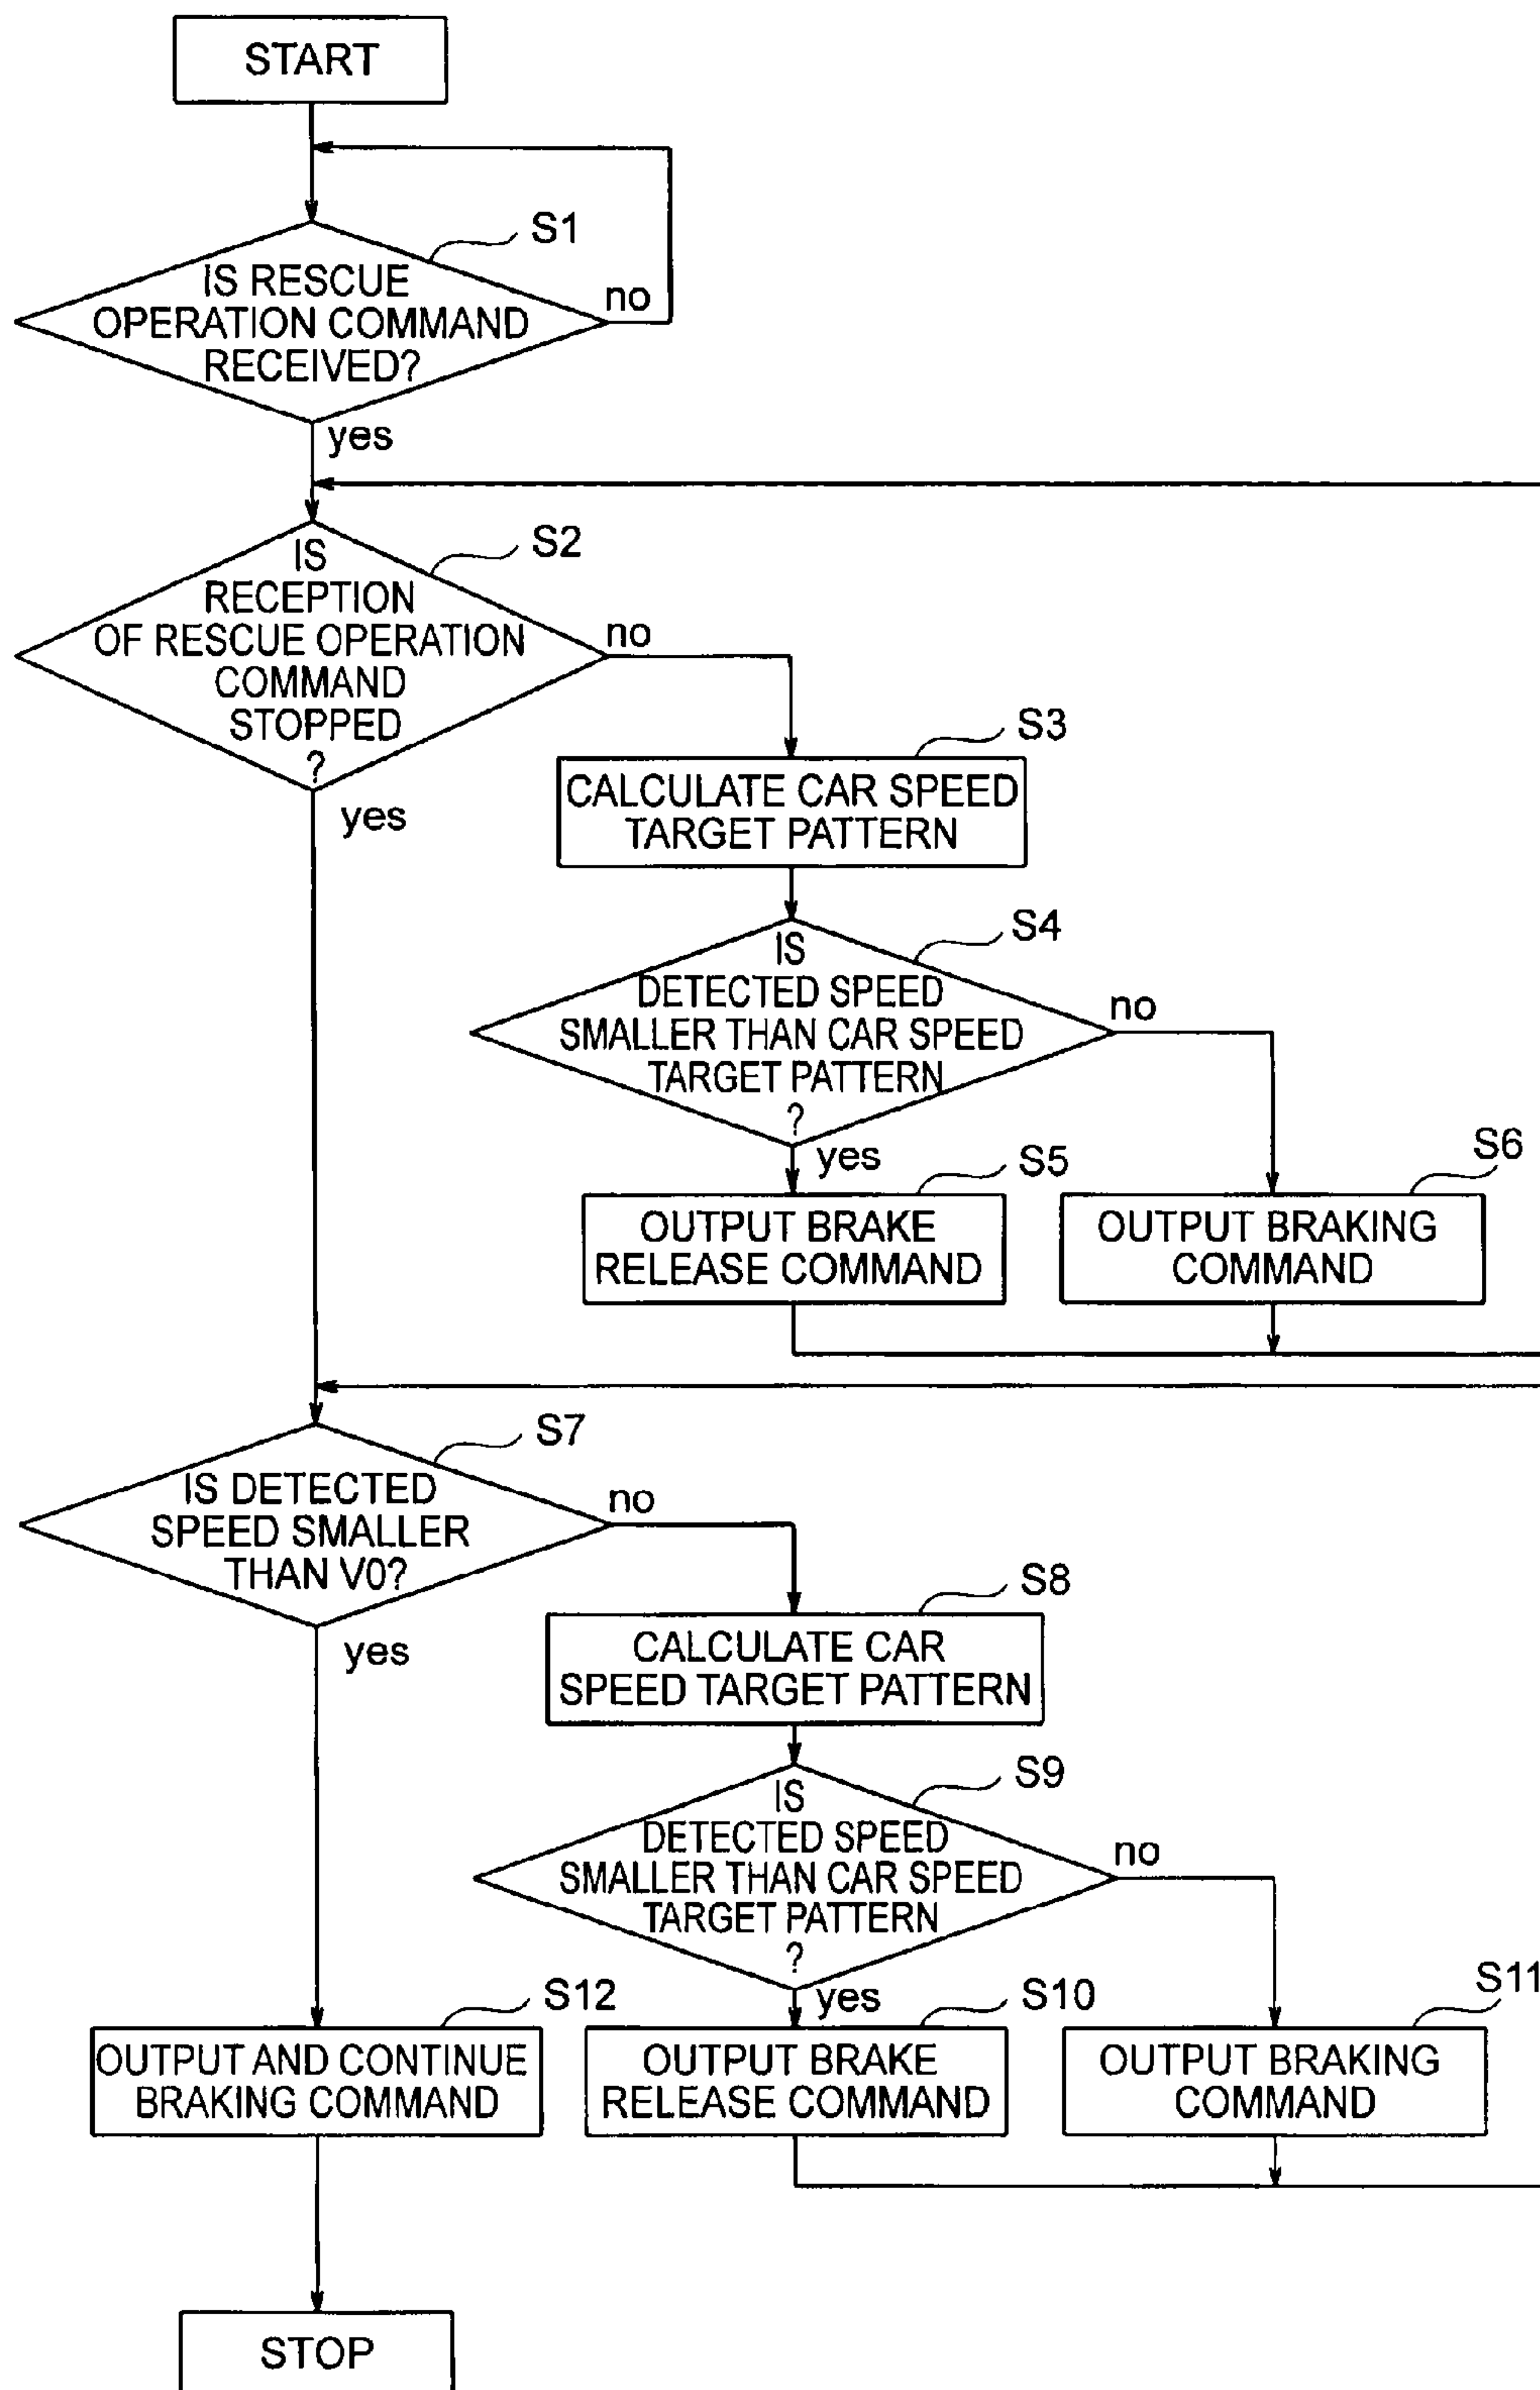 START
S1
IS RESCUE
OPERATION COMMAND
RECEIVED?
no
yes
S2
IS
RECEPTION
OF RESCUE OPERATION
COMMAND
STOPPED
?
no
yes
S3
CALCULATE CAR SPEED
TARGET PATTERN
S4
IS
DETECTED SPEED
SMALLER THAN CAR SPEED
TARGET PATTERN
?
no
yes
S5
OUTPUT BRAKE
RELEASE COMMAND
S6
OUTPUT BRAKING
COMMAND
S7
IS DETECTED
SPEED SMALLER
THAN V0?
no
yes
S8
CALCULATE CAR
SPEED TARGET PATTERN
S9
IS
DETECTED SPEED
SMALLER THAN CAR SPEED
TARGET PATTERN
?
no
yes
S12
OUTPUT AND CONTINUE
BRAKING COMMAND
S10
OUTPUT BRAKE
RELEASE COMMAND
S11
OUTPUT BRAKING
COMMAND
STOP